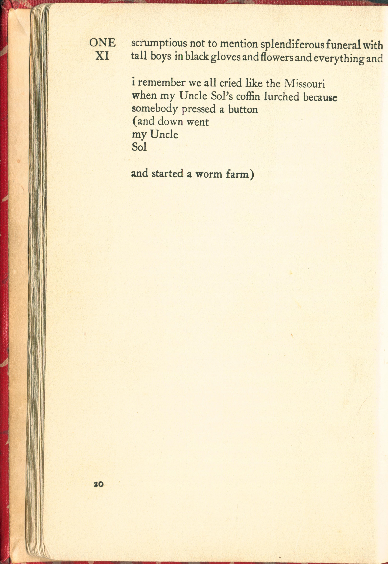 ONE scrumptious not to mention splendiferous funeral with
XI tall boys in black gloves and flowers and everything and
i remember we all cried like the Missouri
when my Uncle Sol's coffin lurched because
somebody pressed a button
(and down went
my Uncle
Sol
and started a worm farm)
20